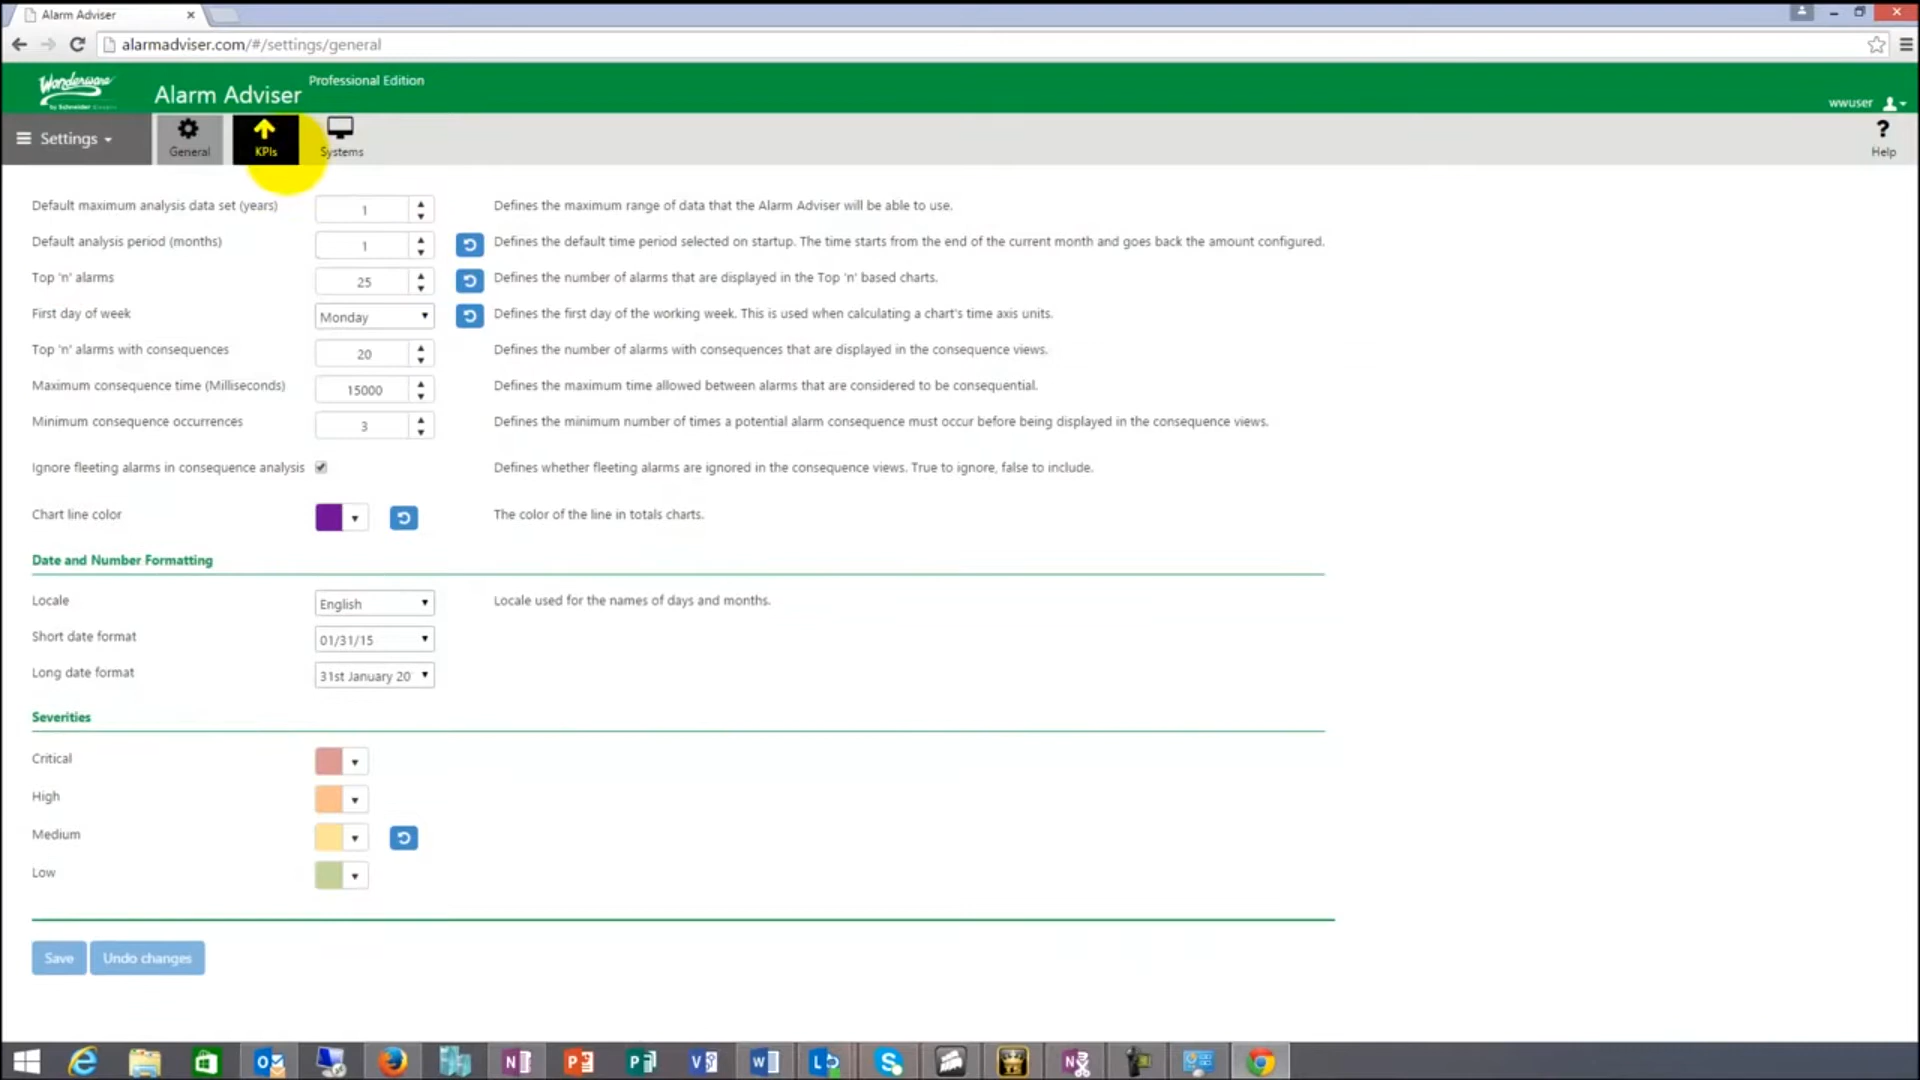 Alarm Adviser
alarmadviser.com/#/settings/general
Wonderware
Alarm Adviser
Professional Edition
wwuser
Settings
General
KPIs
Systems
? Help
Default maximum analysis data set (years) 1 Defines the maximum range of data that the Alarm Adviser will be able to use.
Default analysis period (months) 1 Defines the default time period selected on startup. The time starts from the end of the current month and goes back the amount configured.
Top 'n' alarms 25 Defines the number of alarms that are displayed in the Top 'n' based charts.
First day of week Monday Defines the first day of the working week. This is used when calculating a chart's time axis units.
Top 'n' alarms with consequences 20 Defines the number of alarms with consequences that are displayed in the consequence views.
Maximum consequence time (Milliseconds) 15000 Defines the maximum time allowed between alarms that are considered to be consequential.
Minimum consequence occurrences 3 Defines the minimum number of times a potential alarm consequence must occur before being displayed in the consequence views.
Ignore fleeting alarms in consequence analysis Defines whether fleeting alarms are ignored in the consequence views. True to ignore, false to include.
Chart line color The color of the line in totals charts.
Date and Number Formatting
Locale English Locale used for the names of days and months.
Short date format 01/31/15
Long date format 31st January 20
Severities
Critical
High
Medium
Low
Save Undo changes